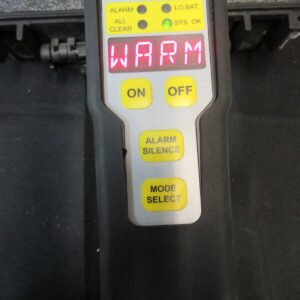 ALARM LO BAT
ALL SYS OK
CLEAR
WARM
ON OFF
ALARM
SILENCE
MODE
SELECT